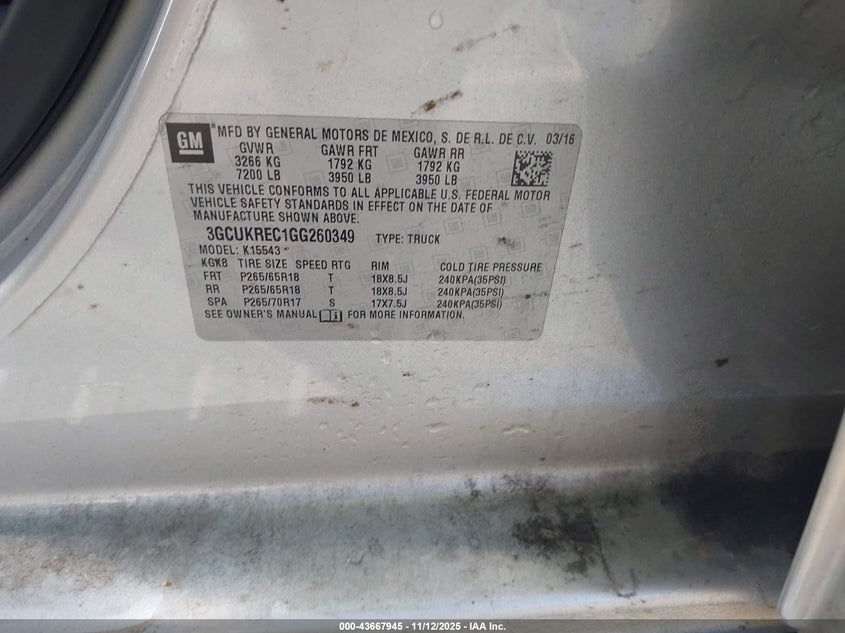 GM
*MFD BY GENERAL MOTORS DE MEXICO, S. DE R.L. DE C.V. 03/16
GVWR GAWR FRT GAWR RR
3266 KG 1792 KG 1792 KG
7200 LB 3950 LB 3950 LB
THIS VEHICLE CONFORMS TO ALL APPLICABLE U.S. FEDERAL MOTOR
VEHICLE SAFETY STANDARDS IN EFFECT ON THE DATE OF
MANUFACTURE SHOWN ABOVE.
3GCUKREC1GG260349 TYPE: TRUCK
MODEL: K15543
KGK8 TIRE SIZE SPEED RTG RIM COLD TIRE PRESSURE
FRT P265/65R18 T 18X8.5J 240KPA(35PSI)
RR P265/65R18 T 18X8.5J 240KPA(35PSI)
SPA P265/70R17 S 17X7.5J 240KPA(35PSI)
SEE OWNER'S MANUAL FOR MORE INFORMATION.
000-43667945 - 11/12/2025 - IAA Inc.